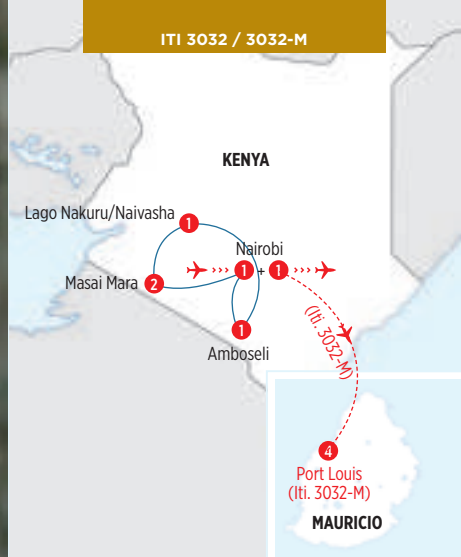 ITI 3032 / 3032-M
KENYA
Lago Nakuru/Naivasha
1
Nairobi
1 + 1
Masai Mara 2
1
Amboseli
(Iti. 3032-M)
4
Port Louis
(Iti. 3032-M)
MAURICIO